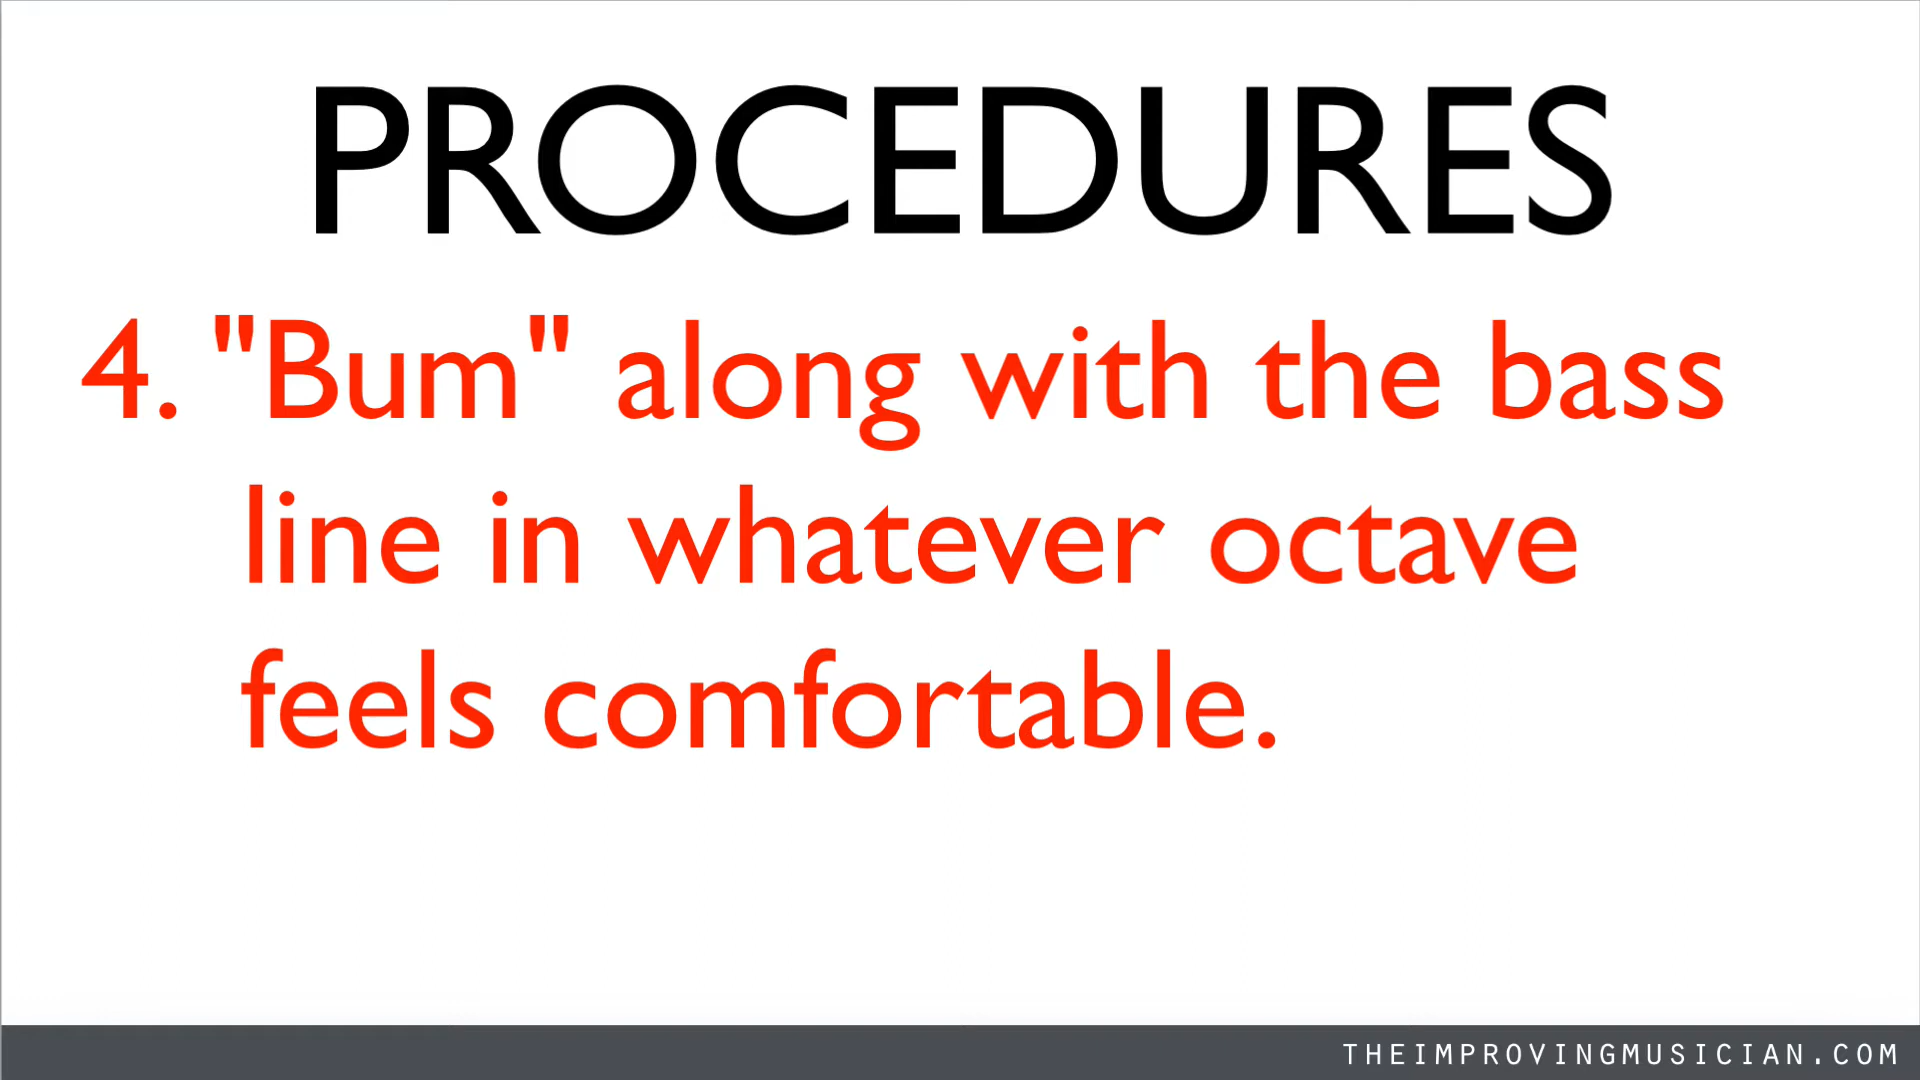 PROCEDURES
4. "Bum" along with the bass
line in whatever octave
feels comfortable.
THEIMPROVINGMUSICIAN.COM